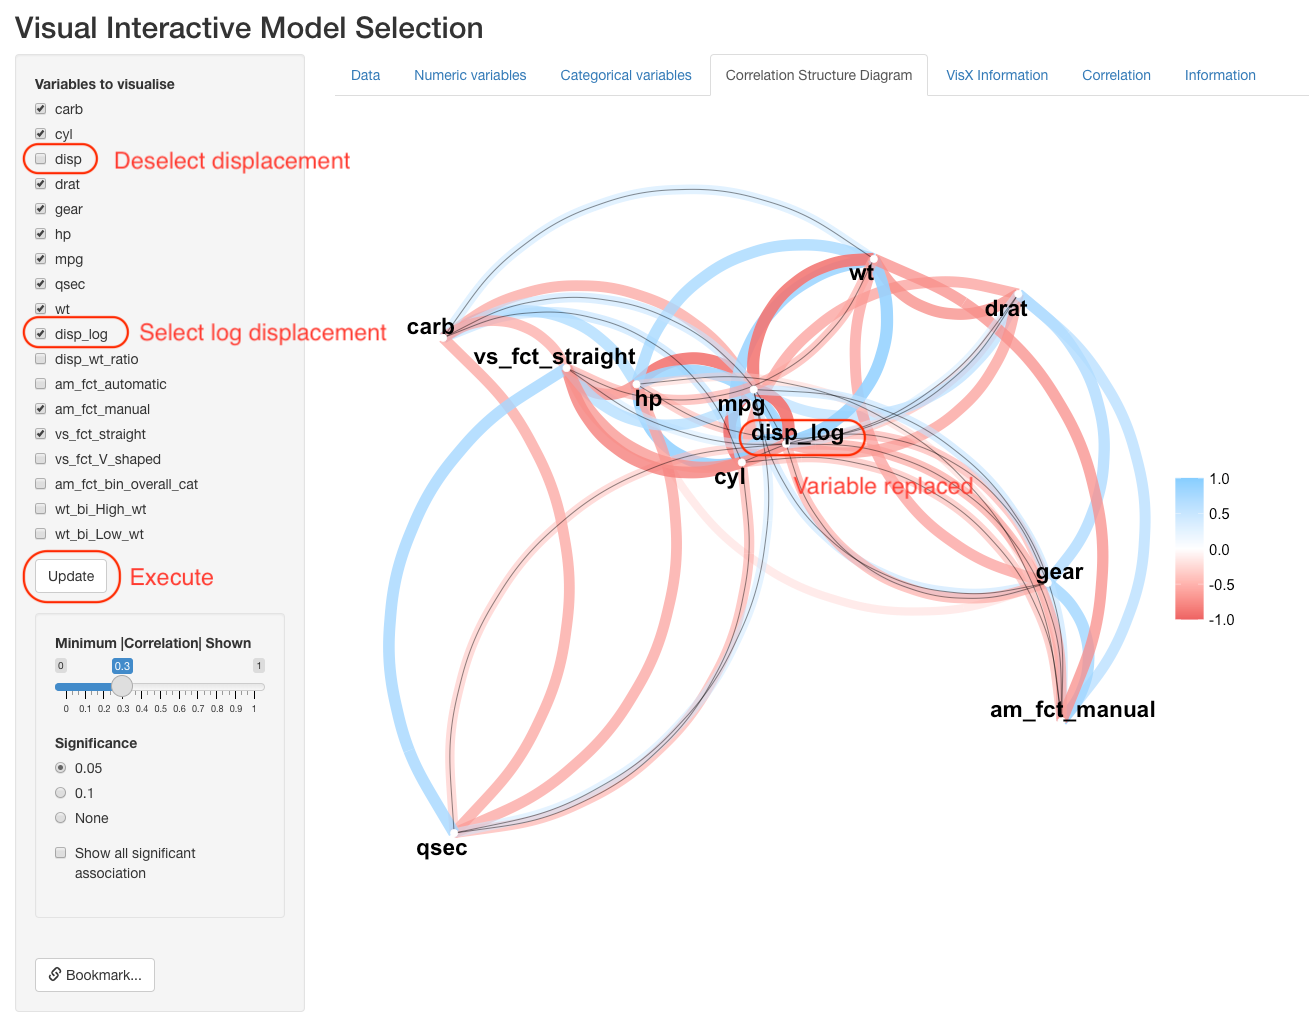 Visual Interactive Model Selection
Variables to visualise
carb
cyl
disp
Deselect displacement
drat
gear
hp
mpg
qsec
wt
disp_log
Select log displacement
disp_wt_ratio
am_fct_automatic
am_fct_manual
vs_fct_straight
vs_fct_V_shaped
am_fct_bin_overall_cat
wt_bi_High_wt
wt_bi_Low_wt
Update
Execute
Minimum |Correlation| Shown
0 0.3 1
0 0.1 0.2 0.3 0.4 0.5 0.6 0.7 0.8 0.9 1
Significance
0.05
0.1
None
Show all significant
association
Bookmark...
Data Numeric variables Categorical variables Correlation Structure Diagram VisX Information Correlation Information
wt
drat
carb
vs_fct_straight
hp
mpg
disp_log
cyl
Variable replaced
gear
am_fct_manual
qsec
1.0
0.5
0.0
-0.5
-1.0